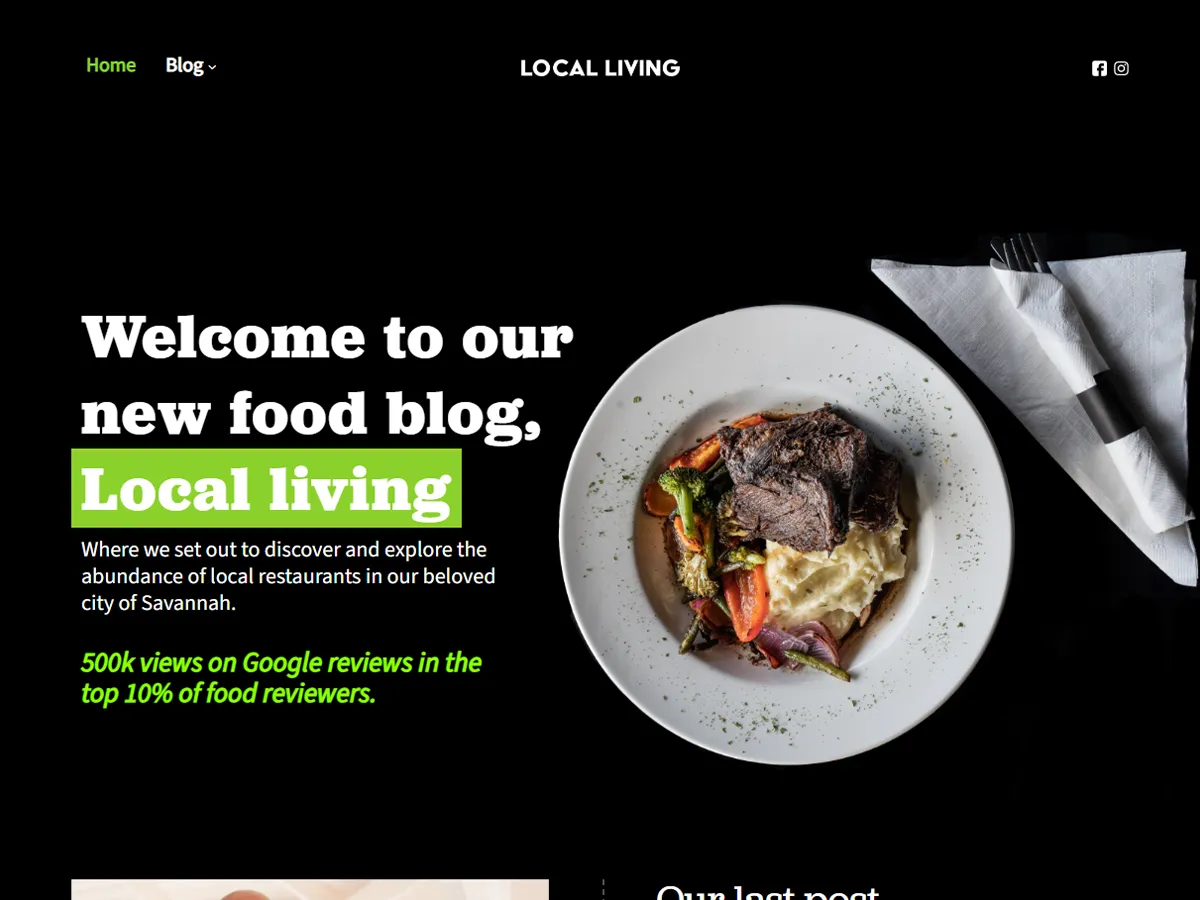 Home
Blog
LOCAL LIVING
Welcome to our
new food blog,
Local living
Where we set out to discover and explore the
abundance of local restaurants in our beloved
city of Savannah.
500k views on Google reviews in the
top 10% of food reviewers.
Our last post